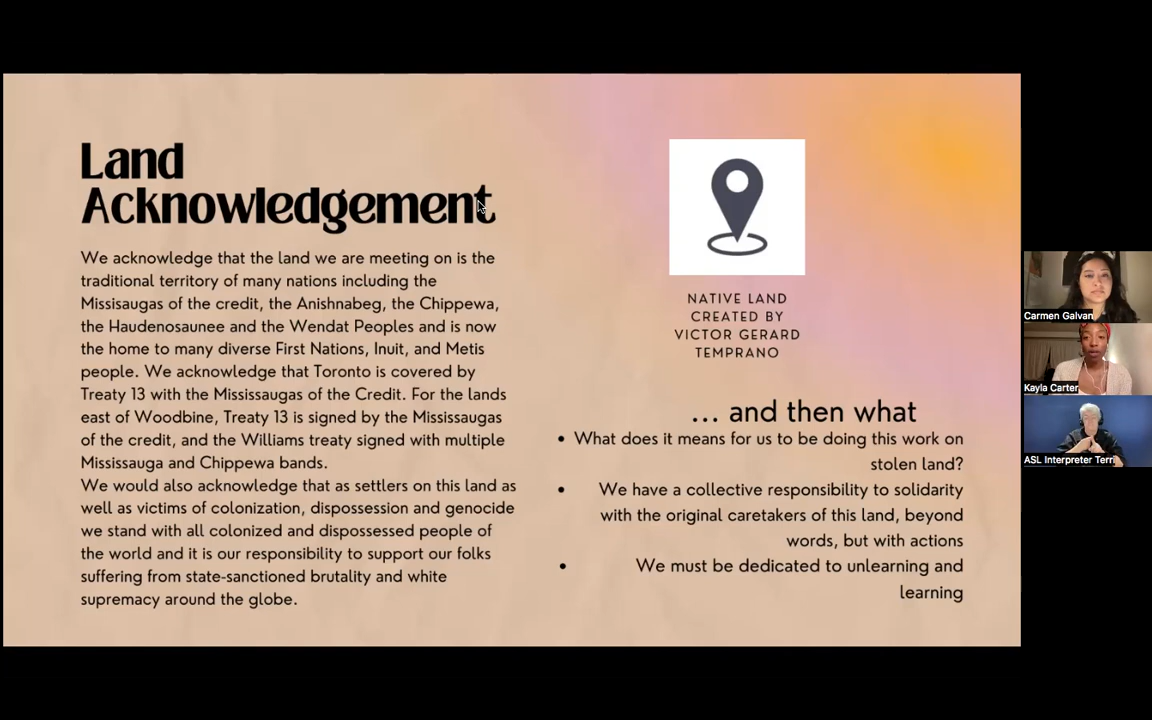 Land
Acknowledgement
We acknowledge that the land we are meeting on is the
traditional territory of many nations including the
Missisaugas of the credit, the Anishnabeg, the Chippewa,
the Haudenosaunee and the Wendat Peoples and is now
the home to many diverse First Nations, Inuit, and Metis
people. We acknowledge that Toronto is covered by
Treaty 13 with the Mississaugas of the Credit. For the lands
east of Woodbine, Treaty 13 is signed by the Mississaugas
of the credit, and the Williams treaty signed with multiple
Mississauga and Chippewa bands.
We would also acknowledge that as settlers on this land as
well as victims of colonization, dispossession and genocide
we stand with all colonized and dispossessed people of
the world and it is our responsibility to support our folks
suffering from state-sanctioned brutality and white
supremacy around the globe.
NATIVE LAND
CREATED BY
VICTOR GERARD
TEMPRANO
... and then what
• What does it means for us to be doing this work on
stolen land?
• We have a collective responsibility to solidarity
with the original caretakers of this land, beyond
words, but with actions
• We must be dedicated to unlearning and
learning
Carmen Galvan
Kayla Carter
ASL Interpreter Terri